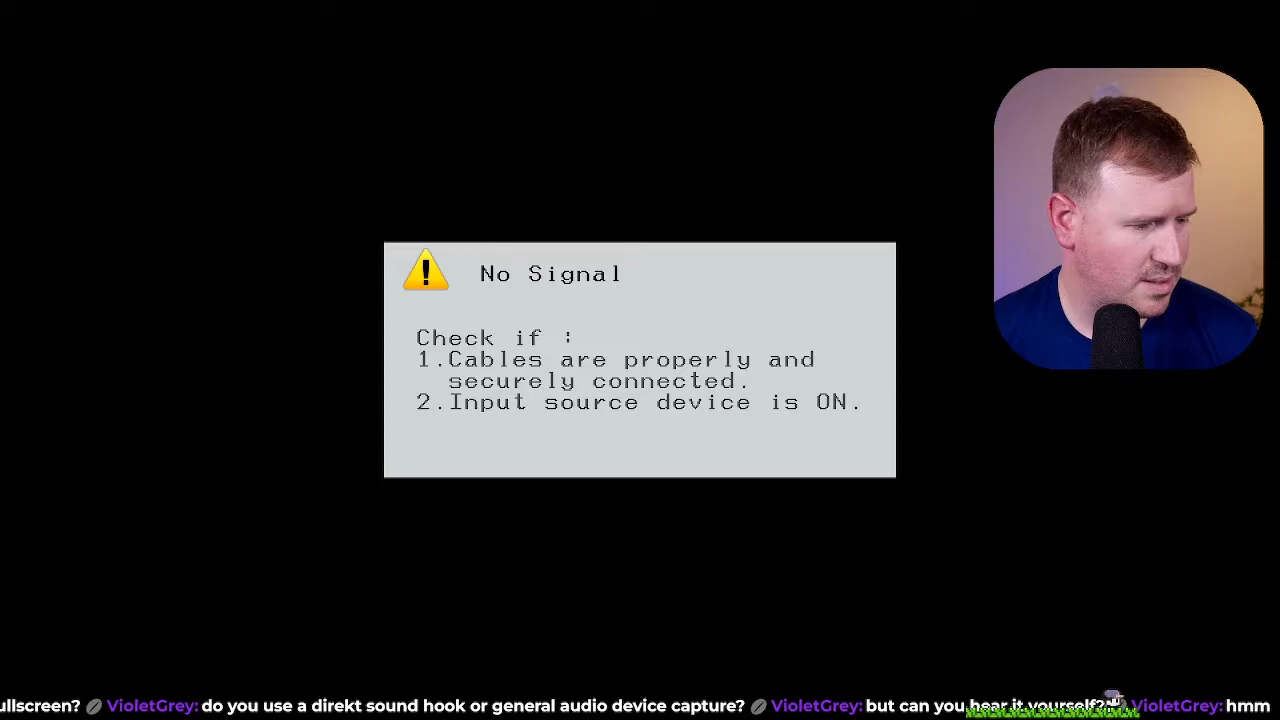 No Signal
Check if :
1.Cables are properly and
securely connected.
2.Input source device is ON.
ullscreen? VioletGrey: do you use a direkt sound hook or general audio device capture? VioletGrey: but can you hear it yourself? VioletGrey: hmm